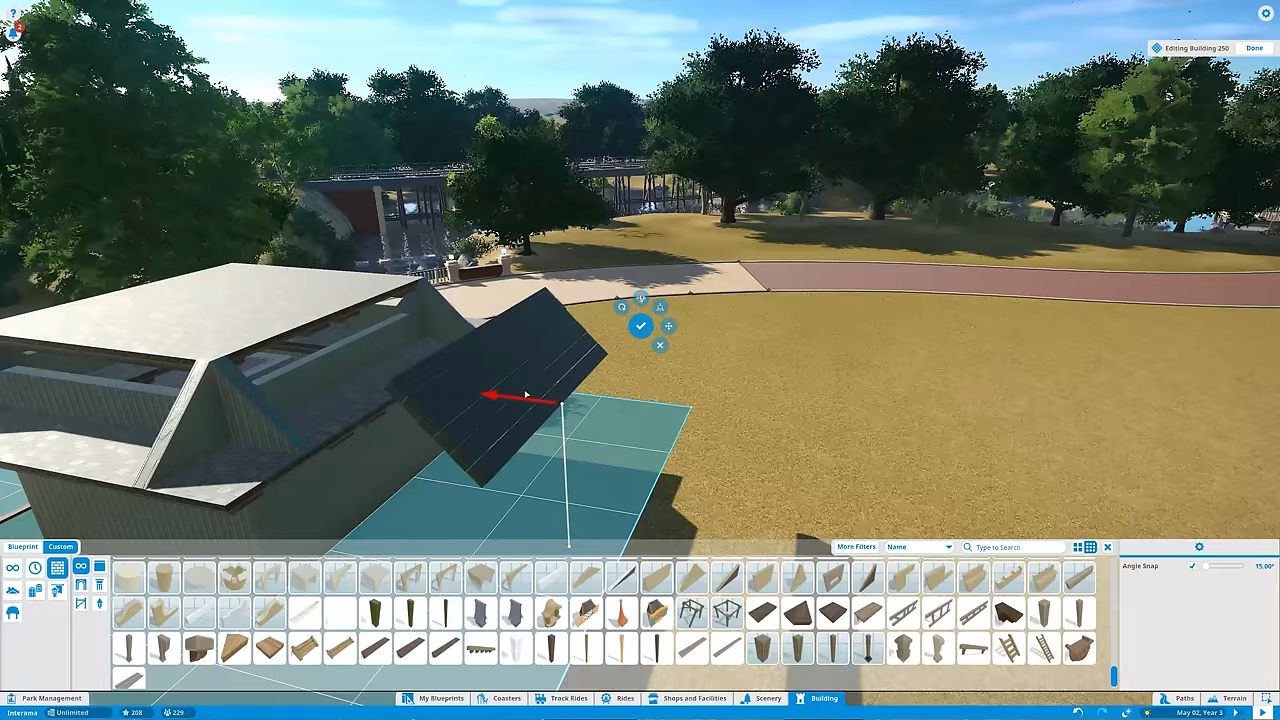 ?
2
Editing Building 250
Done
Blueprint
Custom
More Filters
Name
Type to Search
Angle Snap
15.00°
Park Management
My Blueprints
Coasters
Track Rides
Rides
Shops and Facilities
Scenery
Building
Paths
Terrain
Interama
Unlimited
208
229
May 02, Year 3